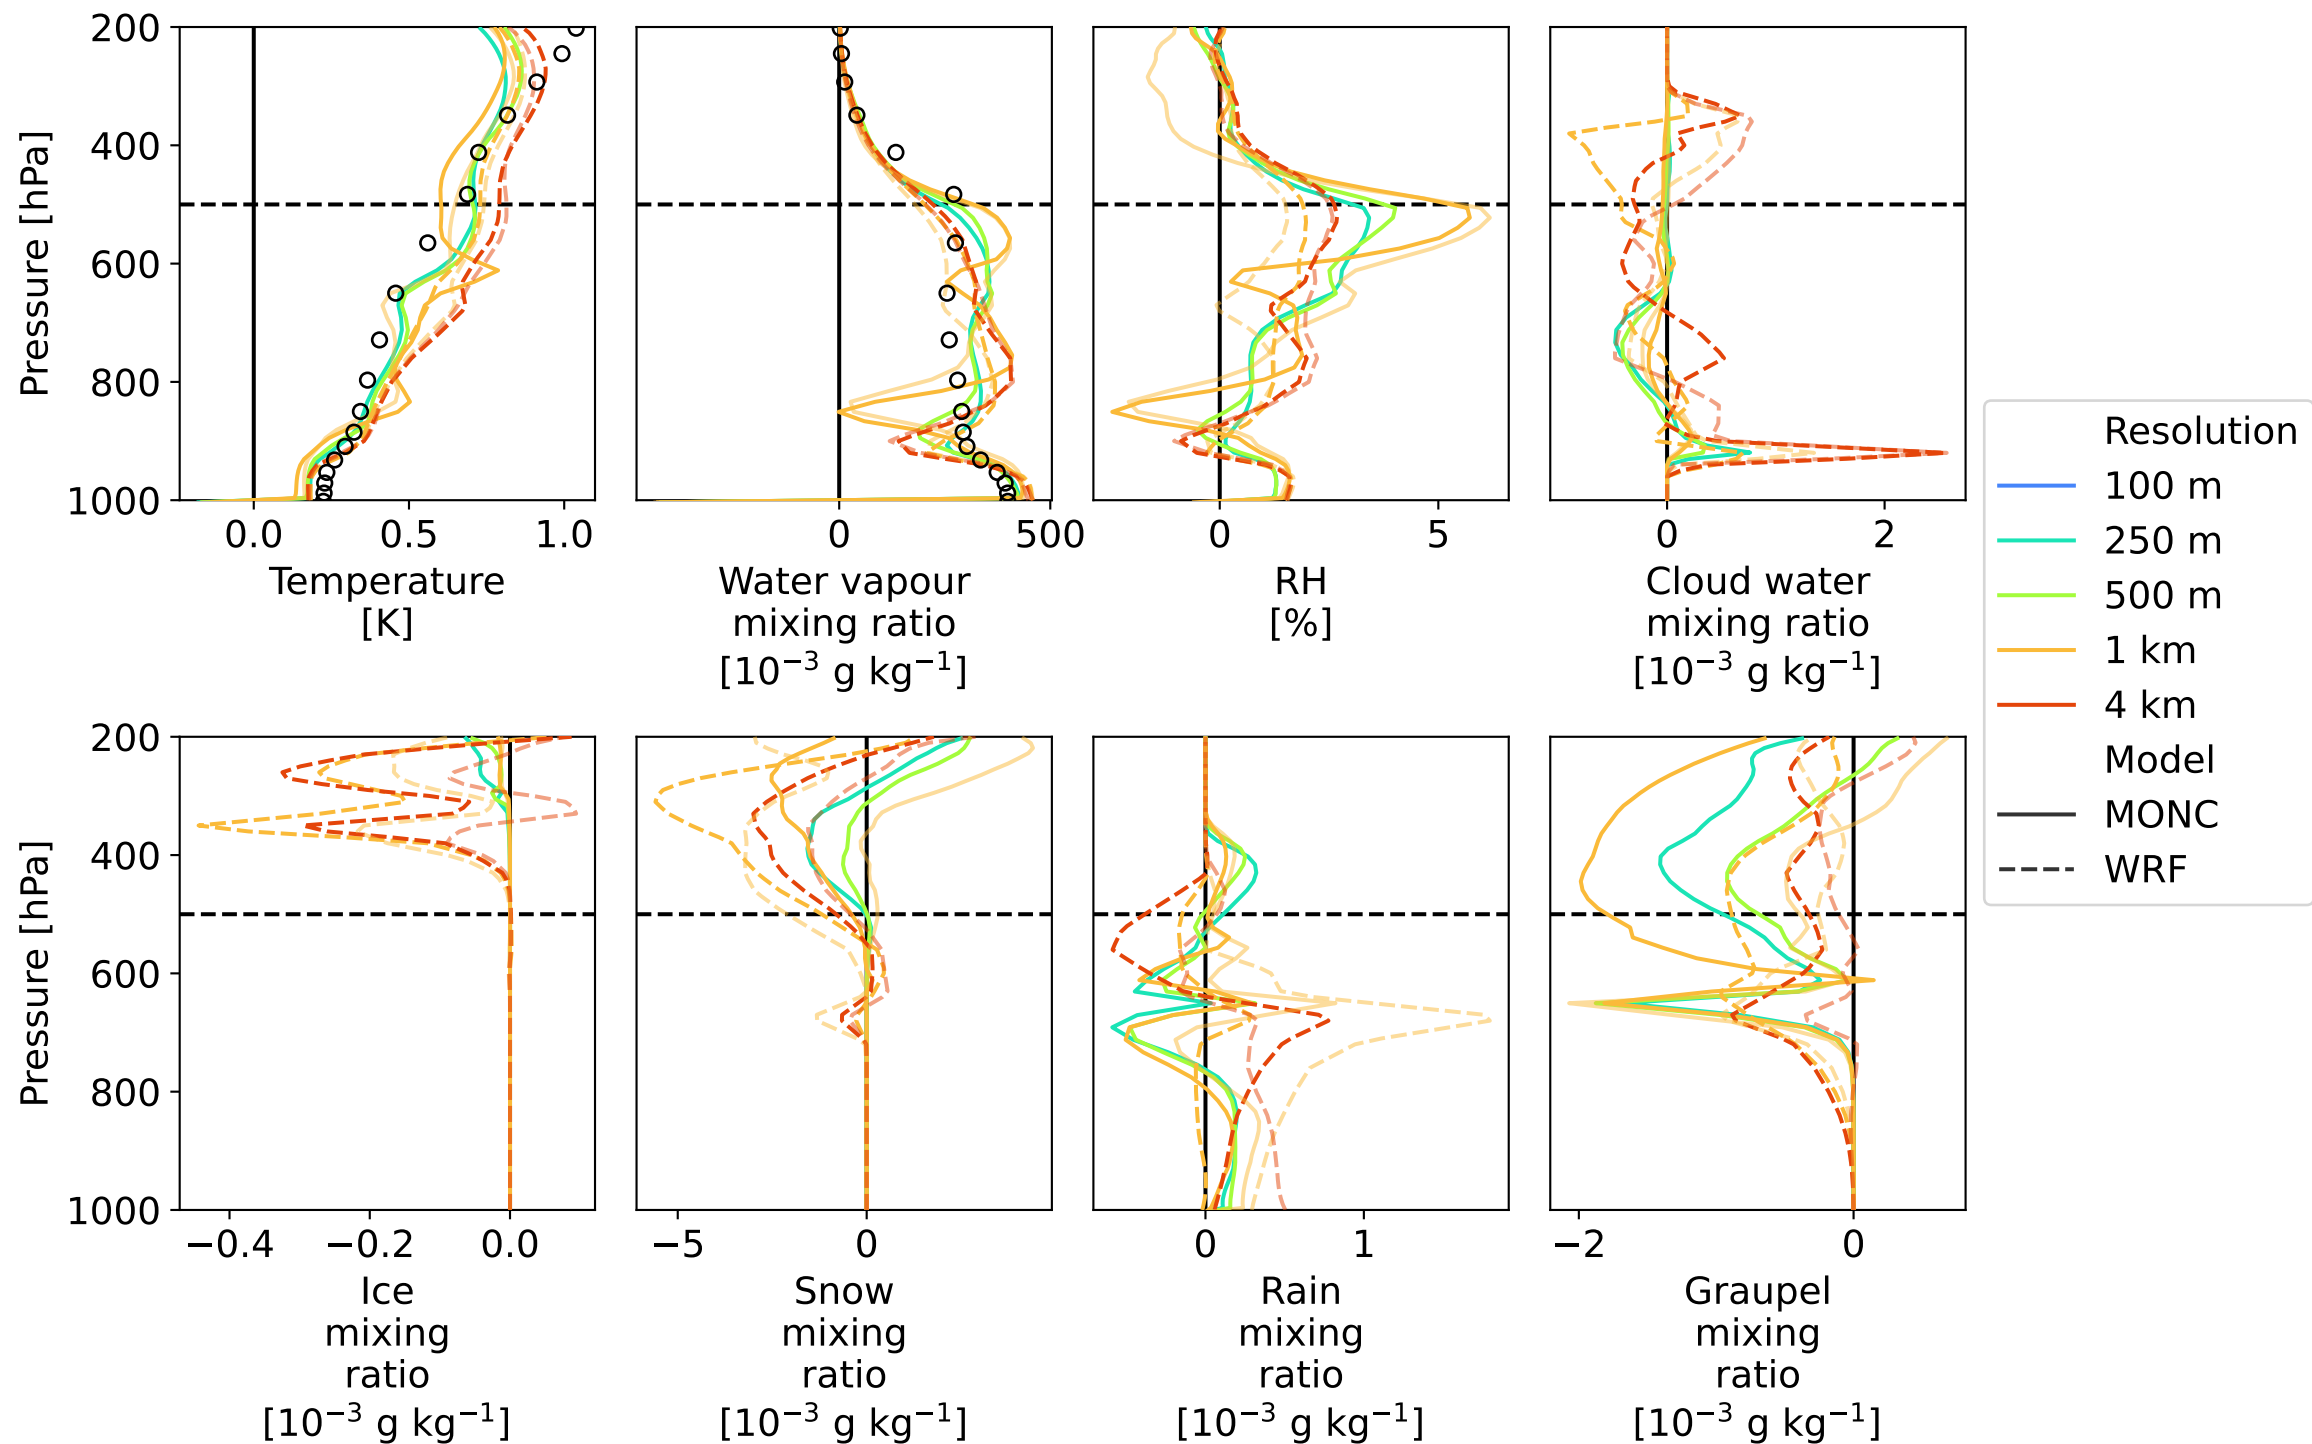 200
400
600
800
1000
Pressure [hPa]
0.0 0.5 1.0
Temperature
[K]
0 500
Water vapour
mixing ratio
[10⁻³ g kg⁻¹]
0 5
RH
[%]
0 2
Cloud water
mixing ratio
[10⁻³ g kg⁻¹]
Resolution
100 m
250 m
500 m
1 km
4 km
Model
MONC
WRF
200
400
600
800
1000
Pressure [hPa]
−0.4 −0.2 0.0
Ice
mixing
ratio
[10⁻³ g kg⁻¹]
−5 0
Snow
mixing
ratio
[10⁻³ g kg⁻¹]
0 1
Rain
mixing
ratio
[10⁻³ g kg⁻¹]
−2 0
Graupel
mixing
ratio
[10⁻³ g kg⁻¹]